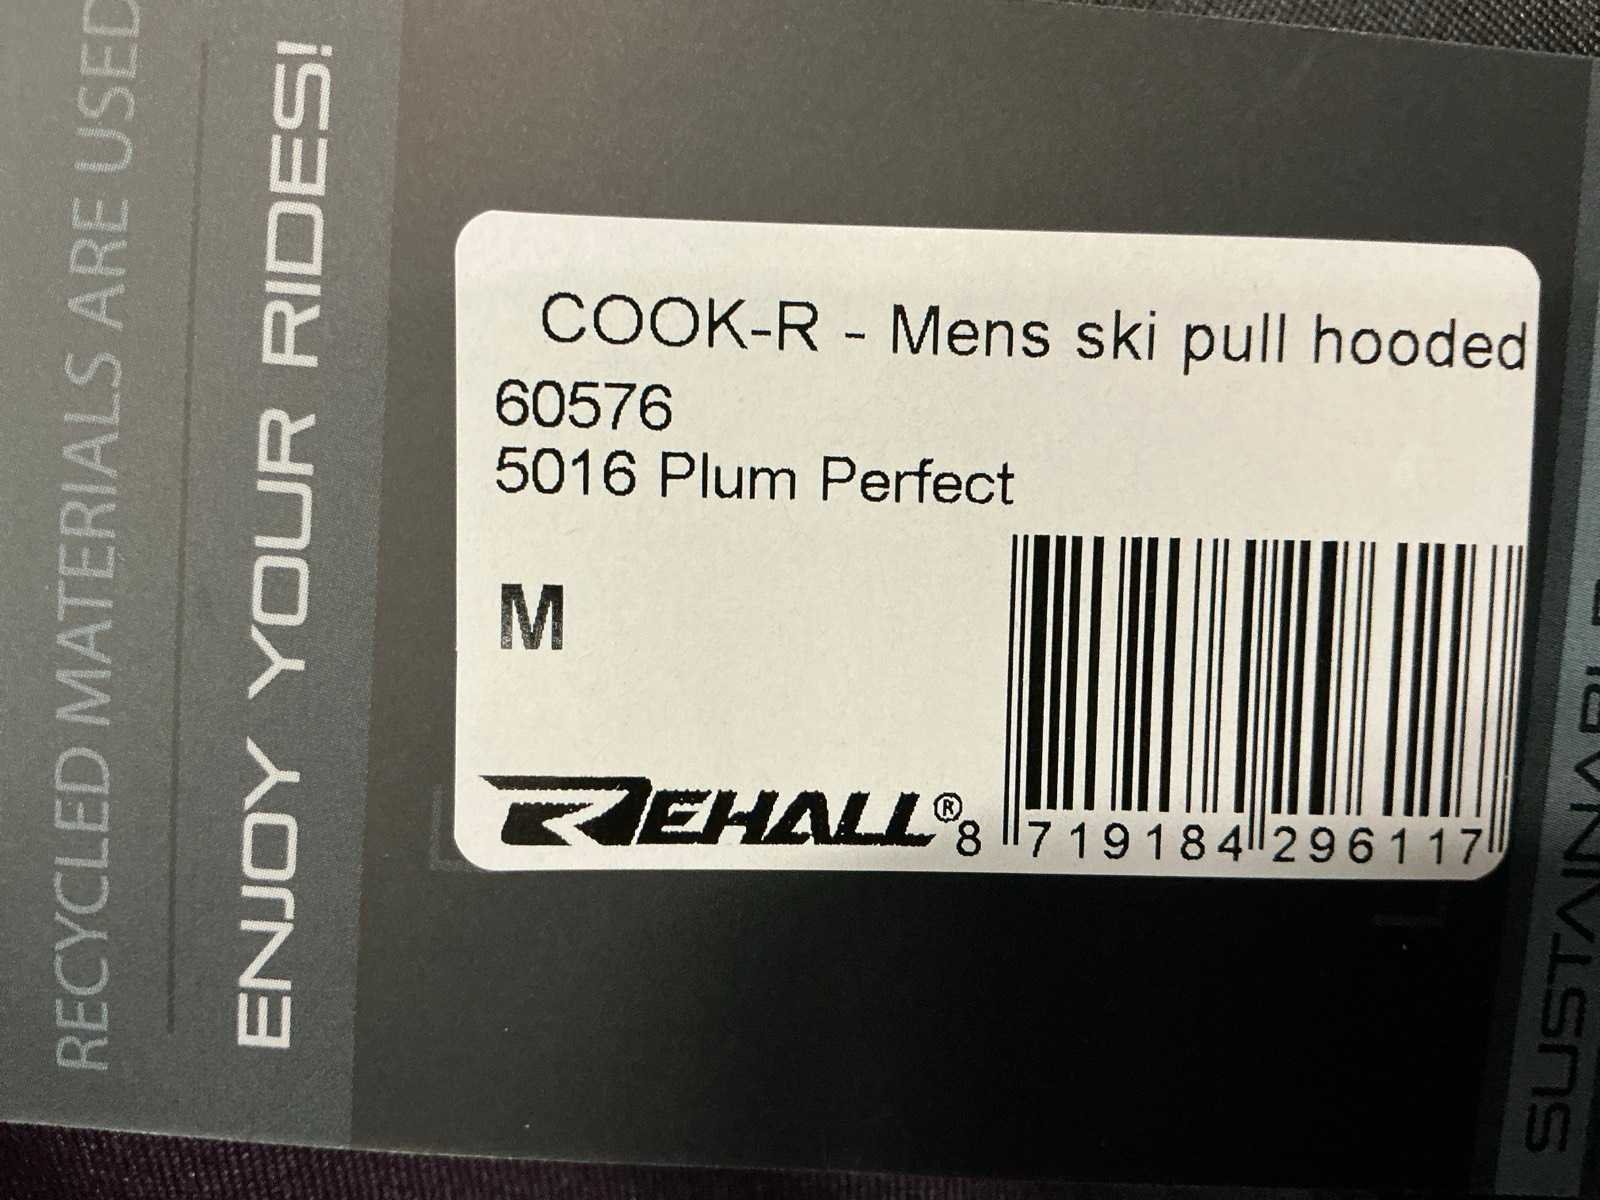 RECYCLED MATERIALS ARE USED
ENJOY YOUR RIDES!
COOK-R - Mens ski pull hooded
60576
5016 Plum Perfect
M
REHALL®
8 719184 296117